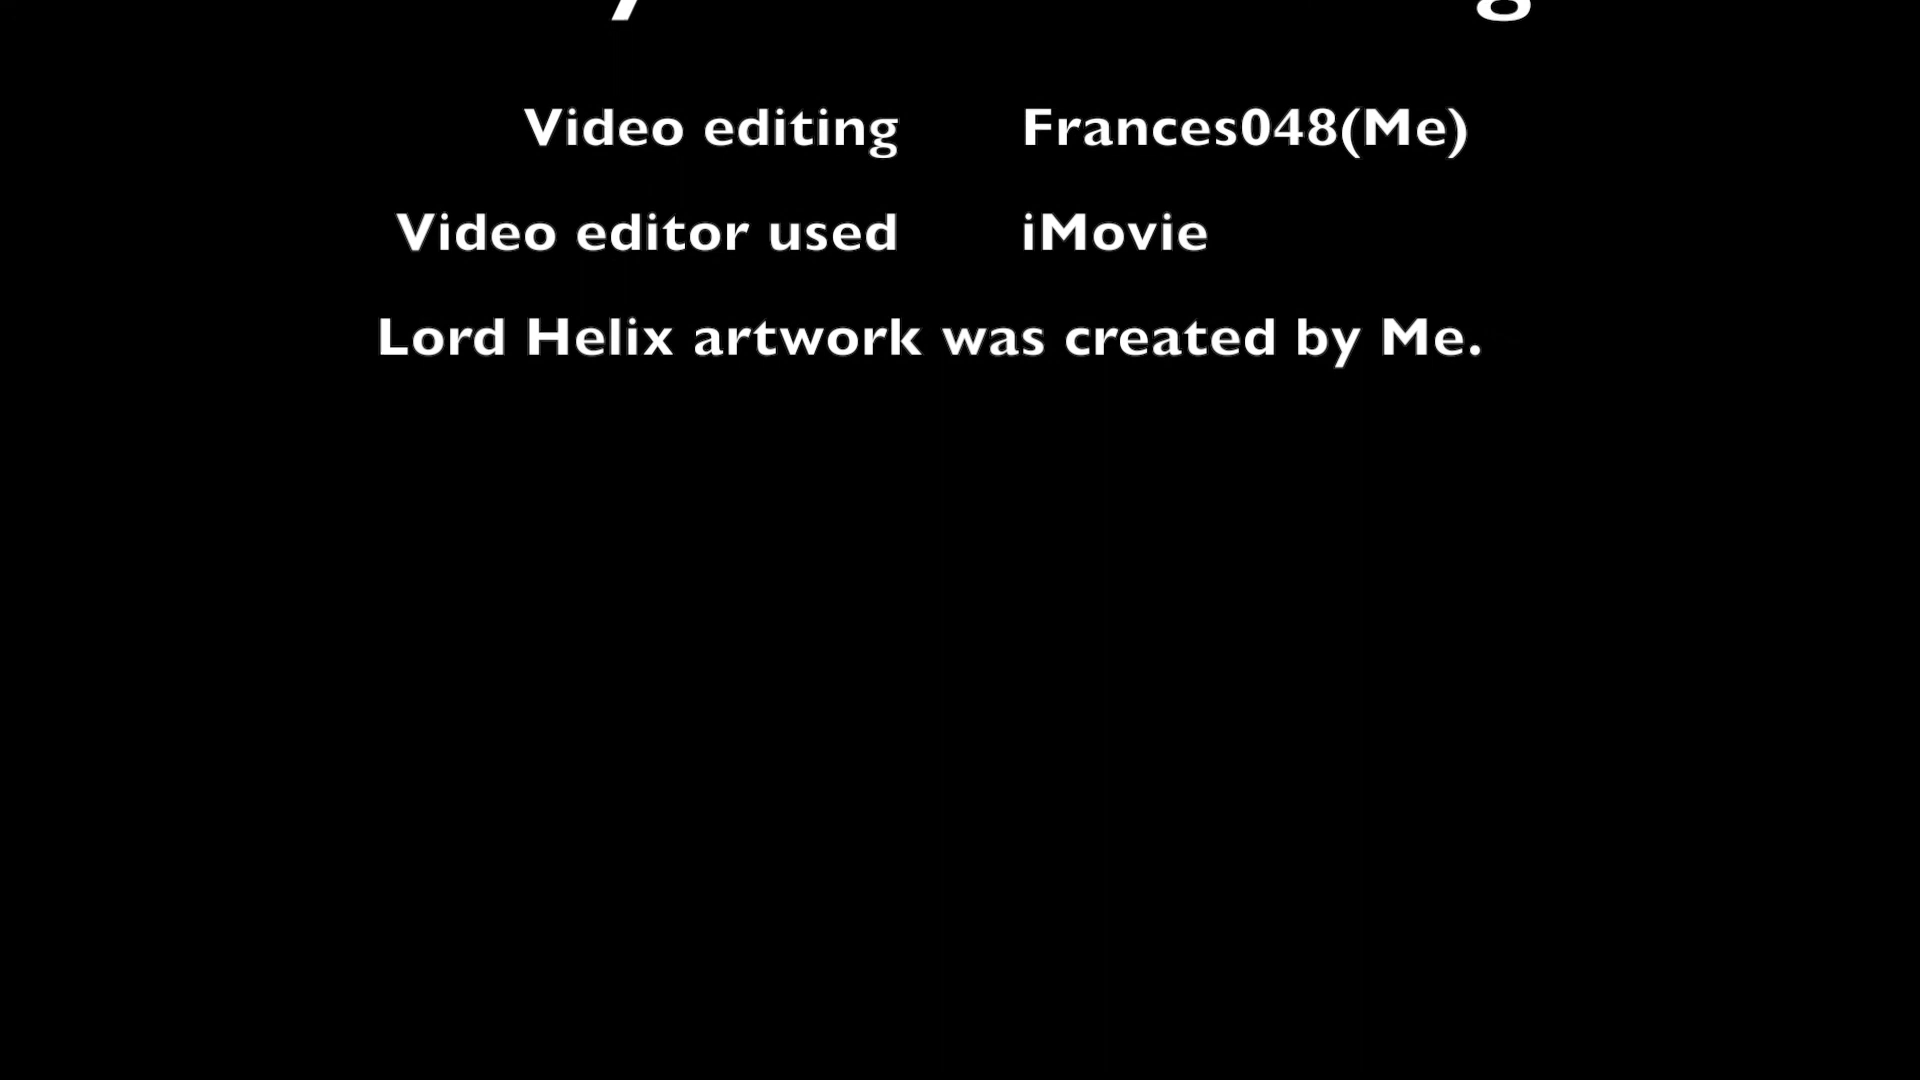 Video editing Frances048(Me)
Video editor used iMovie
Lord Helix artwork was created by Me.